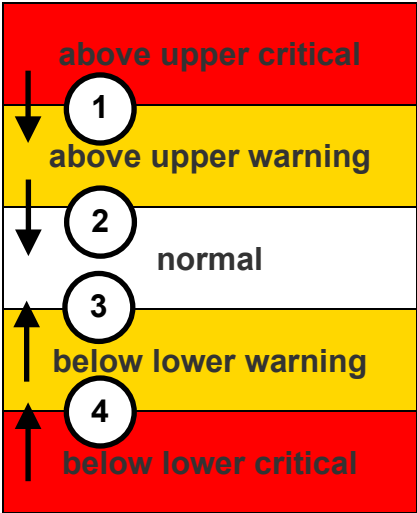 above upper critical
1
above upper warning
2
normal
3
below lower warning
4
below lower critical